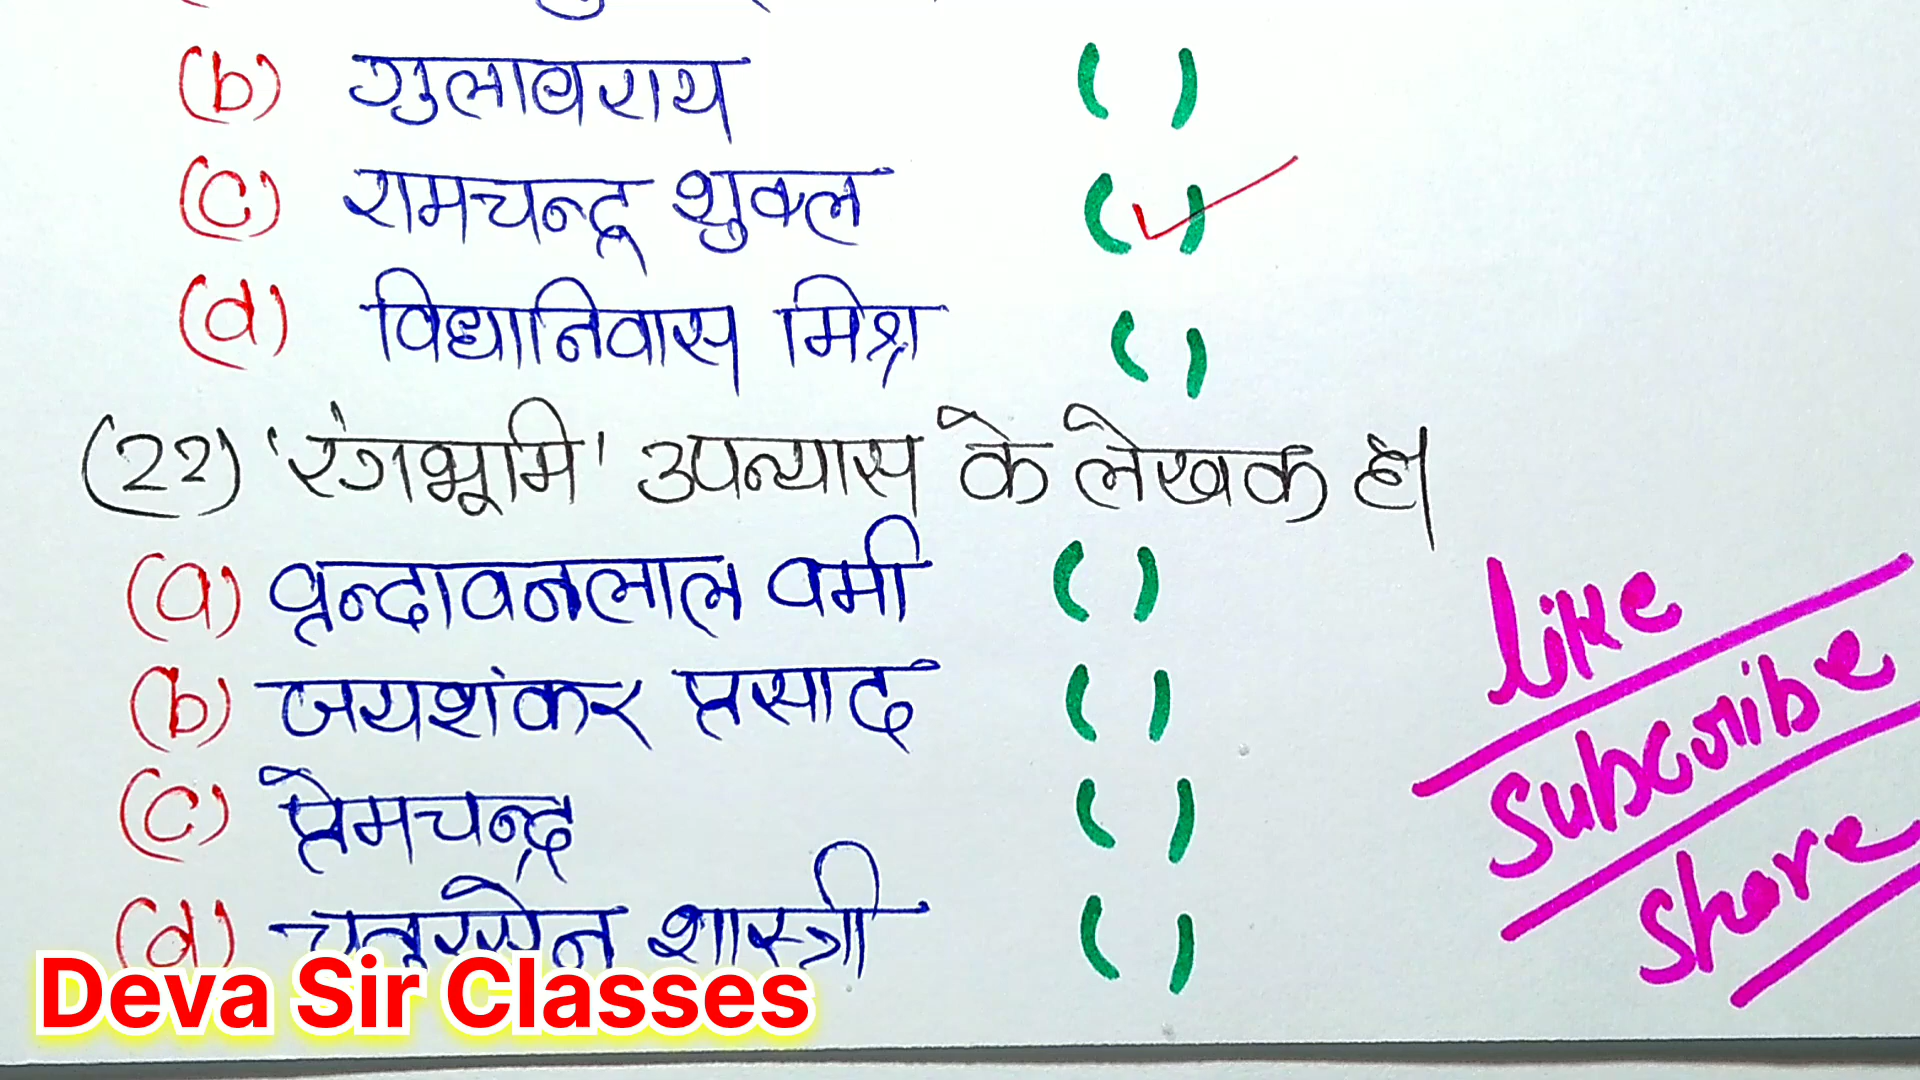 (b) गुलाबराय ( )
(c) रामचन्द्र शुक्ल (✓)
(d) विद्यानिवास मिश्र ( )
(22) 'रंगभूमि' उपन्यास के लेखक है।
(a) वृन्दावनलाल वर्मा ( )
(b) जयशंकर प्रसाद ( )
(c) प्रेमचन्द्र ( )
(d) चतुरसेन शास्त्री ( )
Like
Subscribe
Share
Deva Sir Classes